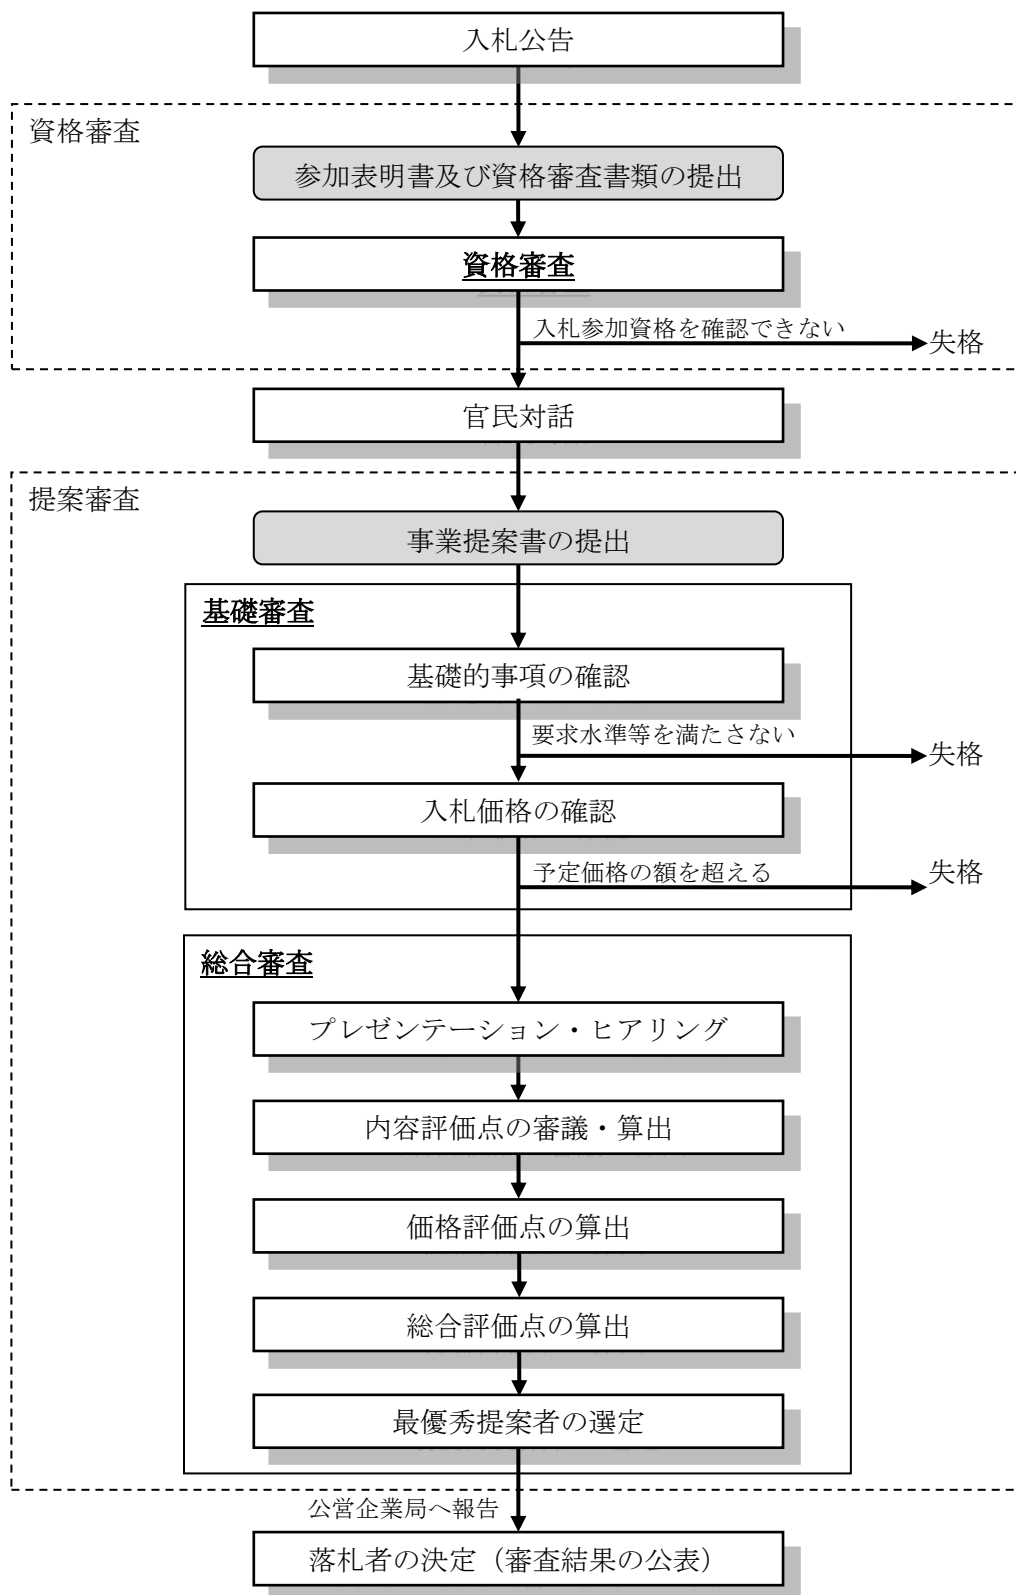 入札公告
資格審査
参加表明書及び資格審査書類の提出
資格審査
入札参加資格を確認できない
失格
官民対話
提案審査
事業提案書の提出
基礎審査
基礎的事項の確認
要求水準等を満たさない
失格
入札価格の確認
予定価格の額を超える
失格
総合審査
プレゼンテーション・ヒアリング
内容評価点の審議・算出
価格評価点の算出
総合評価点の算出
最優秀提案者の選定
公営企業局へ報告
落札者の決定（審査結果の公表）